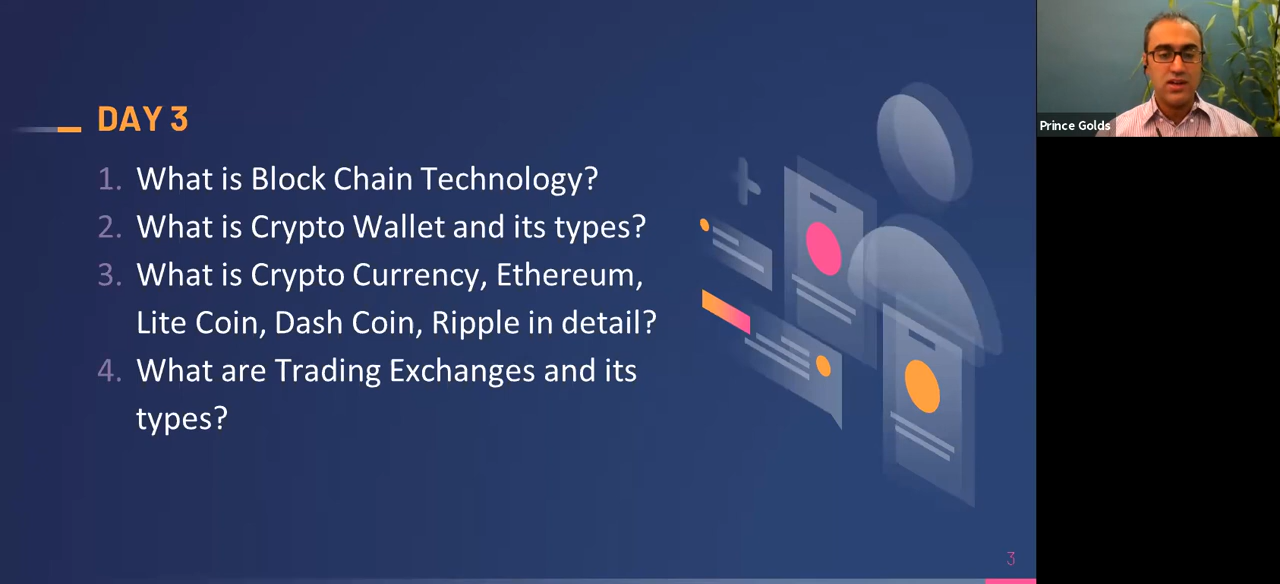 DAY 3
1. What is Block Chain Technology?
2. What is Crypto Wallet and its types?
3. What is Crypto Currency, Ethereum,
Lite Coin, Dash Coin, Ripple in detail?
4. What are Trading Exchanges and its
types?
3
Prince Golds